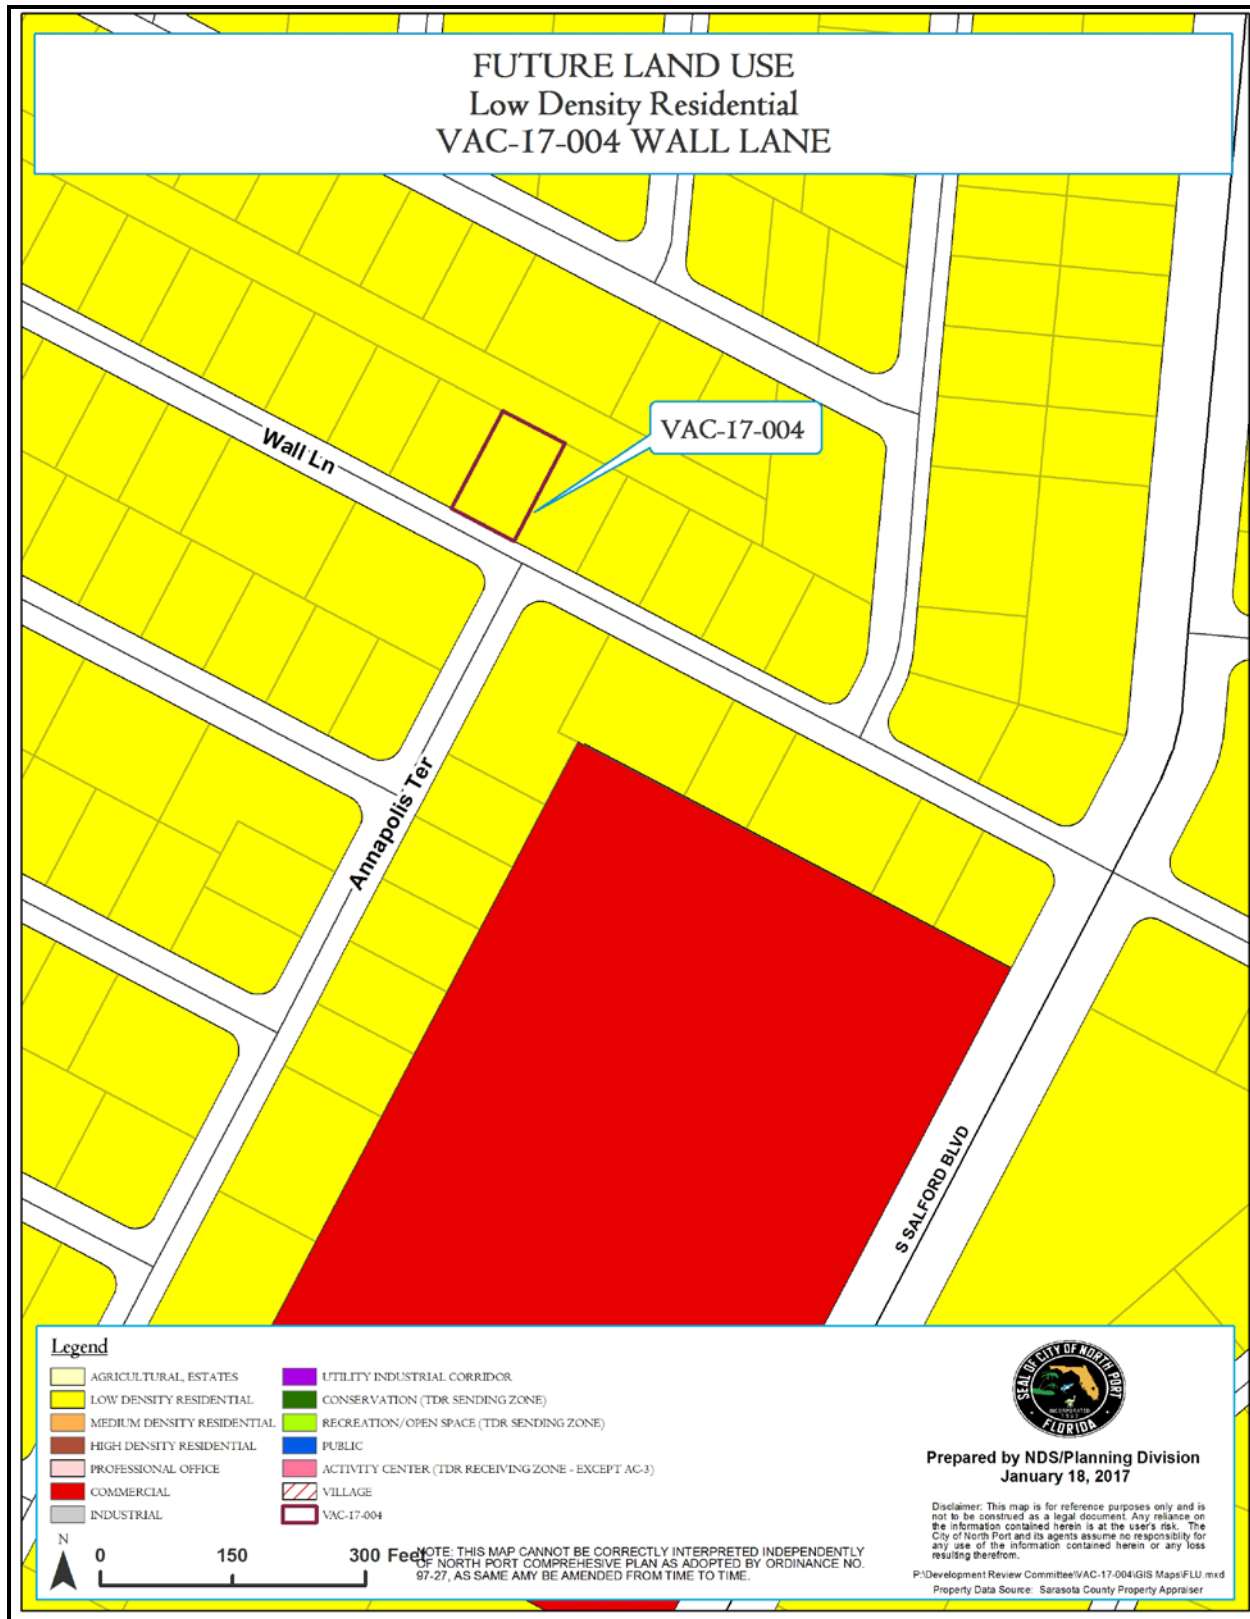 FUTURE LAND USE
Low Density Residential
VAC-17-004 WALL LANE
VAC-17-004
Wall Ln
Annapolis Ter
S SALFORD BLVD
Legend
AGRICULTURAL, ESTATES
LOW DENSITY RESIDENTIAL
MEDIUM DENSITY RESIDENTIAL
HIGH DENSITY RESIDENTIAL
PROFESSIONAL OFFICE
COMMERCIAL
INDUSTRIAL
UTILITY INDUSTRIAL CORRIDOR
CONSERVATION (TDR SENDING ZONE)
RECREATION/OPEN SPACE (TDR SENDING ZONE)
PUBLIC
ACTIVITY CENTER (TDR RECEIVING ZONE - EXCEPT AC-3)
VILLAGE
VAC-17-004
N
0 150 300 Feet
NOTE: THIS MAP CANNOT BE CORRECTLY INTERPRETED INDEPENDENTLY
OF NORTH PORT COMPREHESIVE PLAN AS ADOPTED BY ORDINANCE NO.
97-27, AS SAME AMY BE AMENDED FROM TIME TO TIME.
SEAL OF CITY OF NORTH PORT
INCORPORATED
FLORIDA
Prepared by NDS/Planning Division
January 18, 2017
Disclaimer: This map is for reference purposes only and is
not to be construed as a legal document. Any reliance on
the information contained herein is at the user's risk. The
City of North Port and its agents assume no responsiblity for
any use of the information contained herein or any loss
resulting therefrom.
P:\Development Review Committee\VAC-17-004\GIS Maps\FLU.mxd
Property Data Source: Sarasota County Property Appraiser